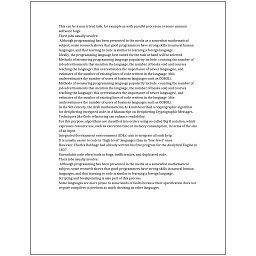 This can be a non-trivial task, for example as with parallel processes or some unusual
software bugs.
Their jobs usually involve:
Although programming has been presented in the media as a somewhat mathematical
subject, some research shows that good programmers have strong skills in natural human
languages, and that learning to code is similar to learning a foreign language.
Ideally, the programming language best suited for the task at hand will be selected.
Methods of measuring programming language popularity include: counting the number of
job advertisements that mention the language, the number of books sold and courses
teaching the language (this overestimates the importance of newer languages), and
estimates of the number of existing lines of code written in the language (this
underestimates the number of users of business languages such as COBOL).
Methods of measuring programming language popularity include: counting the number of
job advertisements that mention the language, the number of books sold and courses
teaching the language (this overestimates the importance of newer languages), and
estimates of the number of existing lines of code written in the language (this
underestimates the number of users of business languages such as COBOL).
In the 9th century, the Arab mathematician Al-Kindi described a cryptographic algorithm
for deciphering encrypted code, in A Manuscript on Deciphering Cryptographic Messages.
Techniques like Code refactoring can enhance readability.
For this purpose, algorithms are classified into orders using so-called Big O notation, which
expresses resource use, such as execution time or memory consumption, in terms of the size
of an input.
Integrated development environments (IDEs) aim to integrate all such help.
It is usually easier to code in "high-level" languages than in "low-level" ones.
However, Charles Babbage had already written his first program for the Analytical Engine in
1837.
Unreadable code often leads to bugs, inefficiencies, and duplicated code.
Their jobs usually involve:
Although programming has been presented in the media as a somewhat mathematical
subject, some research shows that good programmers have strong skills in natural human
languages, and that learning to code is similar to learning a foreign language.
Scripting and breakpointing is also part of this process.
Some languages are more prone to some kinds of faults because their specification does not
require compilers to perform as much checking as other languages.